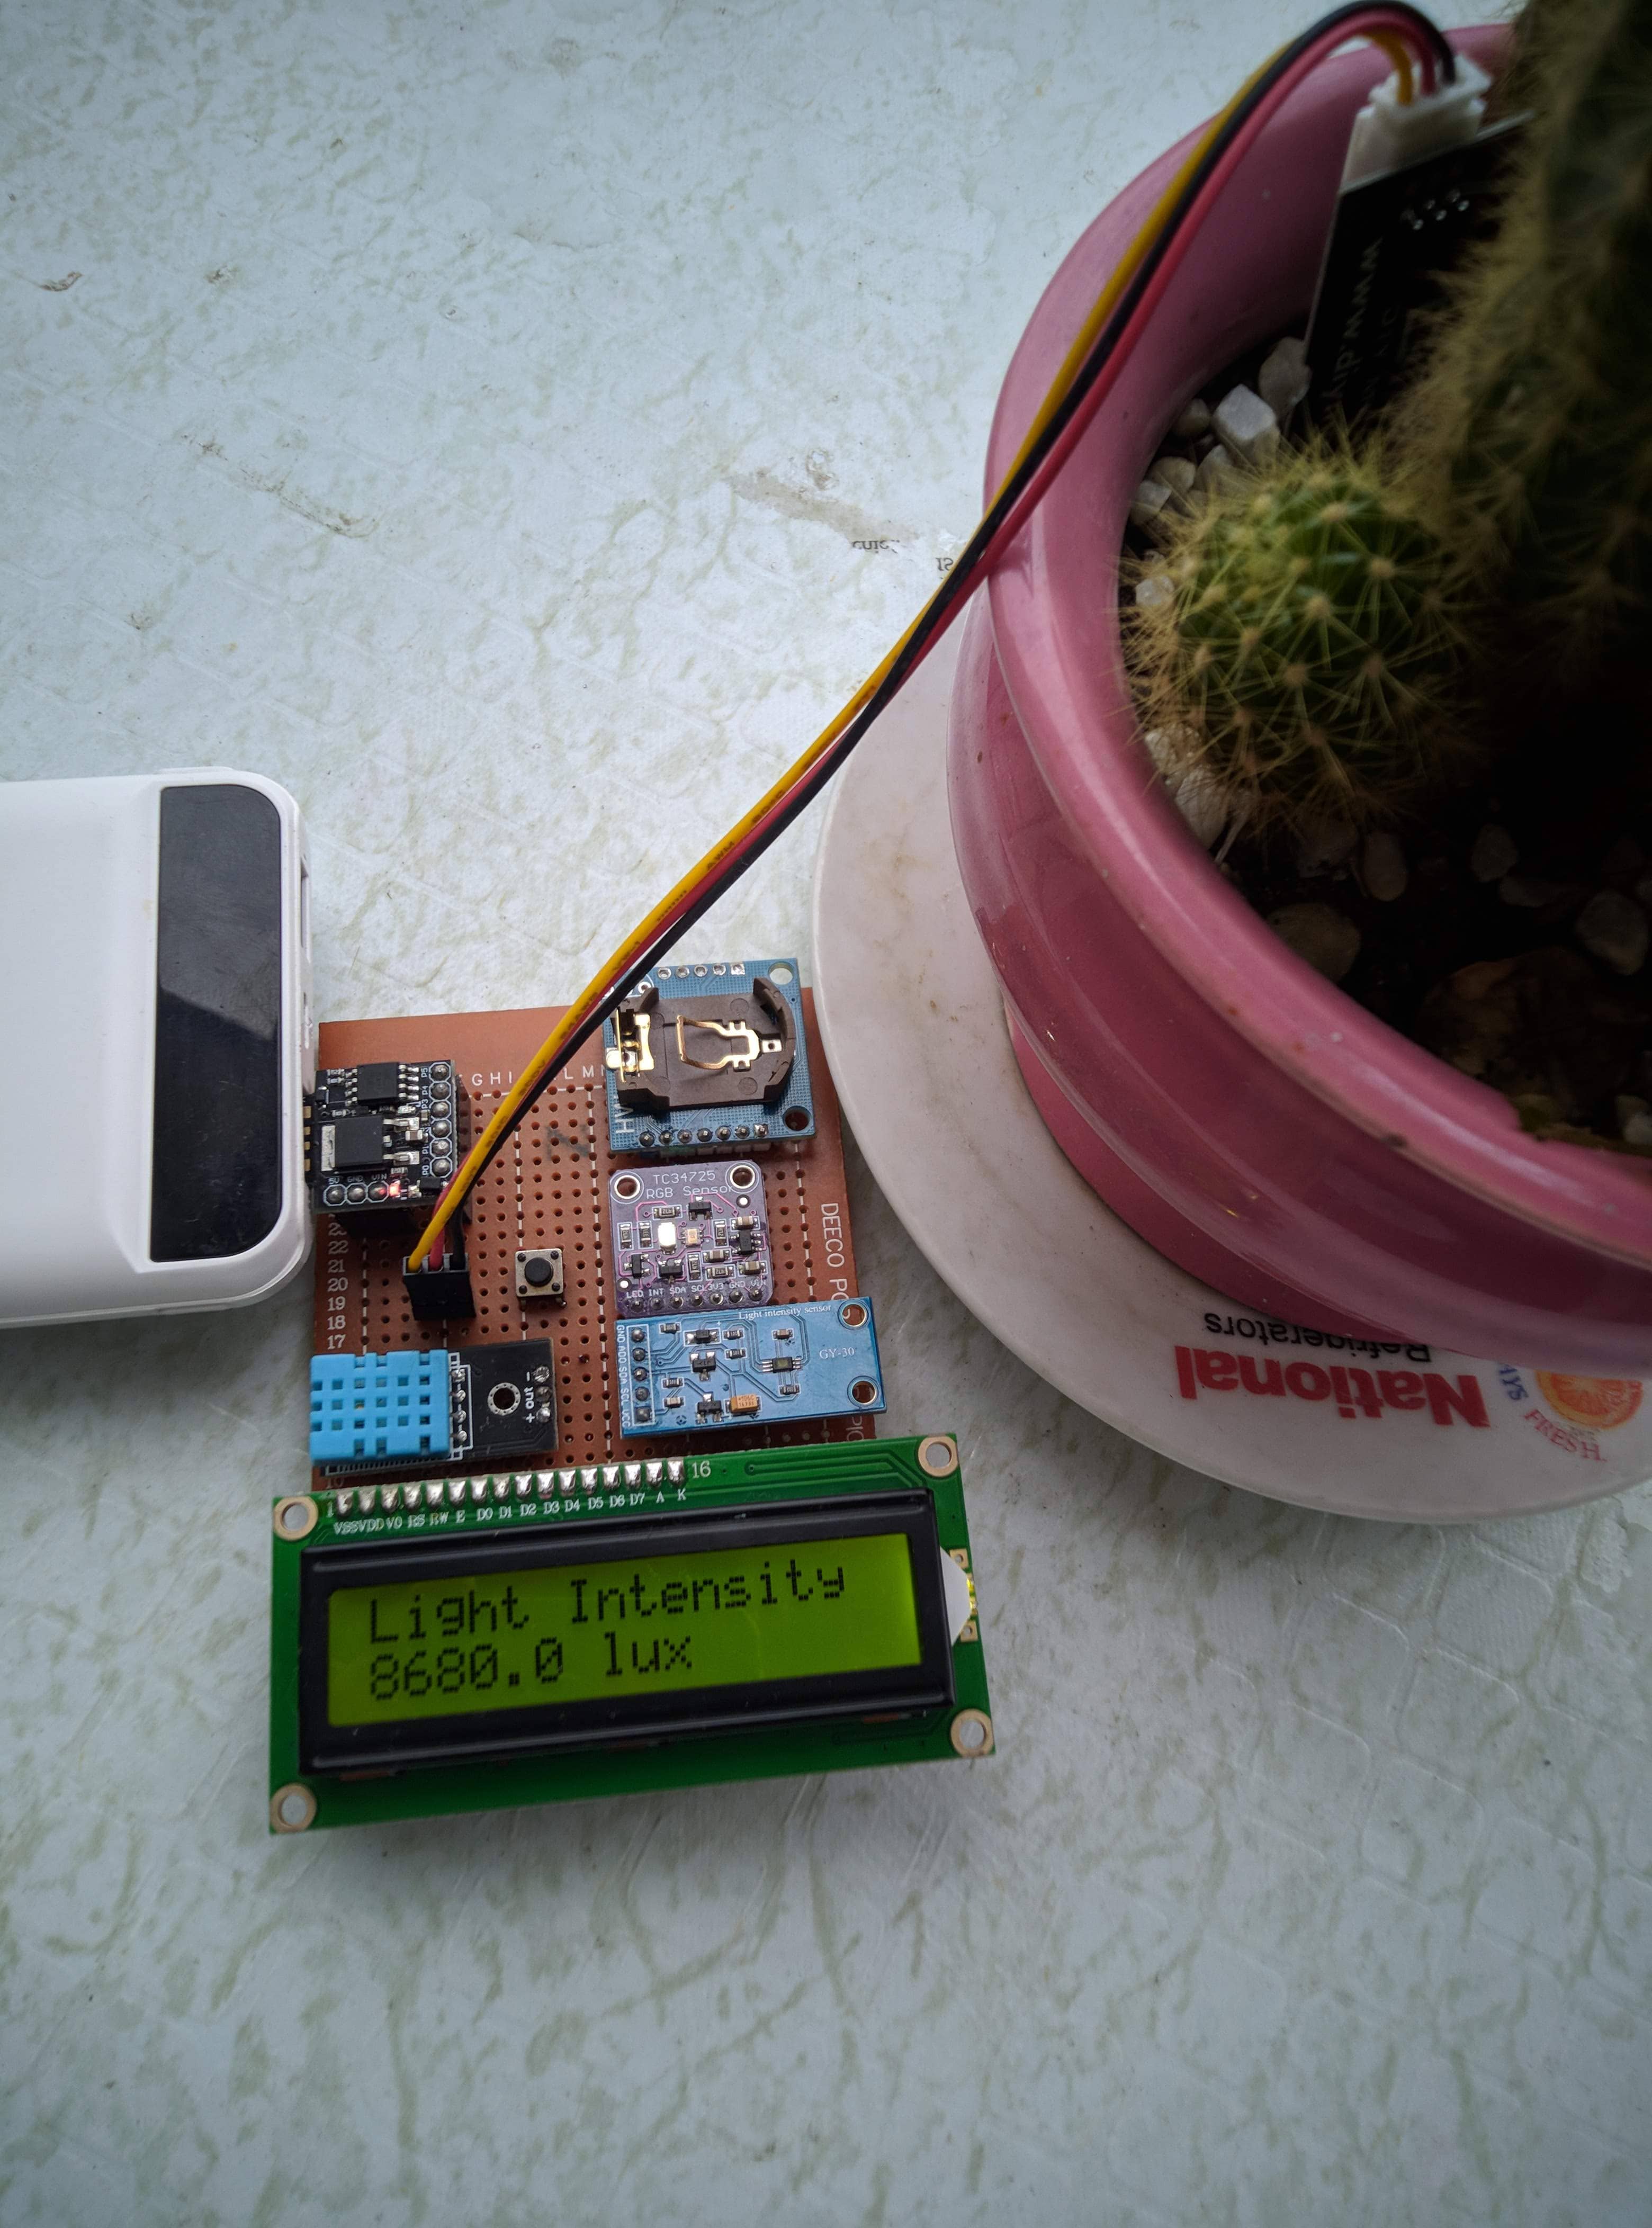 G H I
L M
TC34725
RGB Sensor
LED INT SDA SCL 3V3 GND VIN
22
21
20
19
18
17
Light intensity sensor
GY-30
GND
ADO
SDA
SCL
VCC
+ out -
DEECO
16
1
VSS VDD V0 RS RW E D0 D1 D2 D3 D4 D5 D6 D7 A K
Light Intensity
8680.0 lux
National
Refrigerators
FRESH